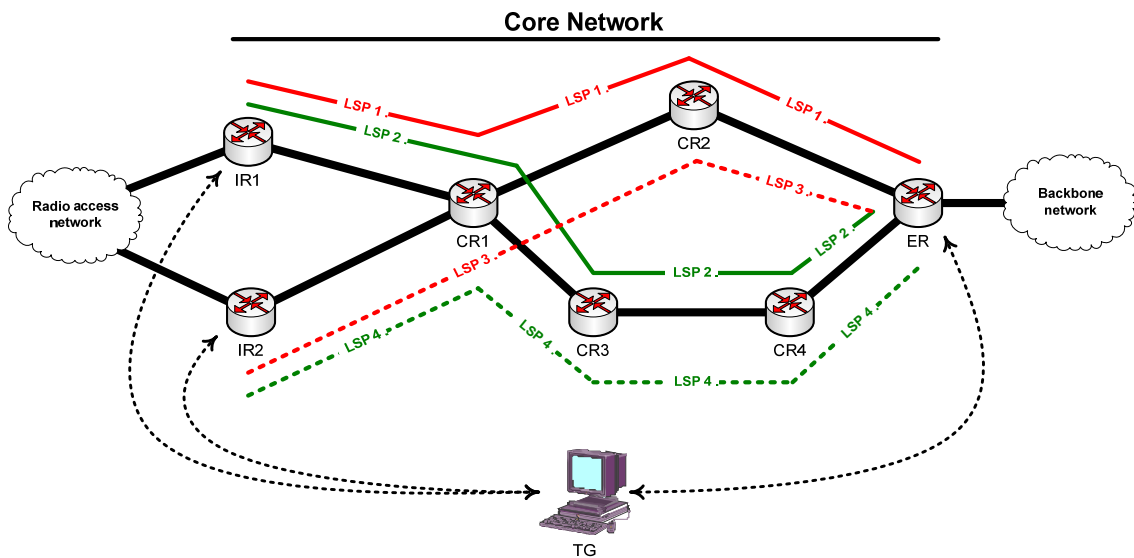 Core Network
LSP 1 .
LSP 1 .
LSP 1 .
LSP 2 .
IR1
CR2
Radio access
network
LSP 3 .
Backbone
network
CR1
ER
LSP 2 .
LSP 3
LSP 2 .
IR2
LSP 4 .
LSP 4 .
LSP 4 .
CR3
CR4
LSP 4 .
TG